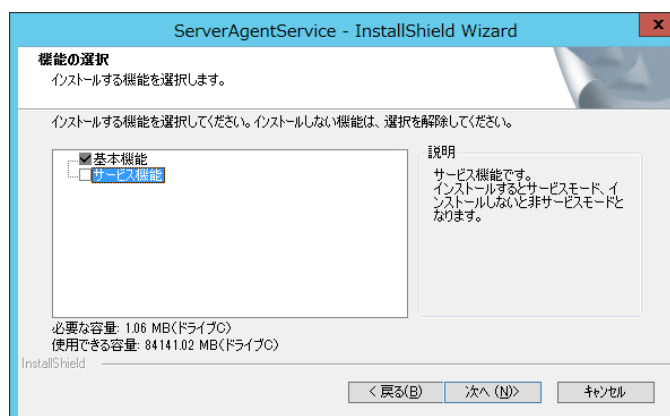 ServerAgentService - InstallShield Wizard
x
機能の選択
インストールする機能を選択します。
インストールする機能を選択してください。インストールしない機能は、選択を解除してください。
基本機能
サービス機能
説明
サービス機能です。
インストールするとサービスモード、イ
ンストールしないと非サービスモードと
なります。
必要な容量: 1.06 MB(ドライブC)
使用できる容量: 84141.02 MB(ドライブC)
InstallShield
< 戻る(B)
次へ (N)>
キャンセル